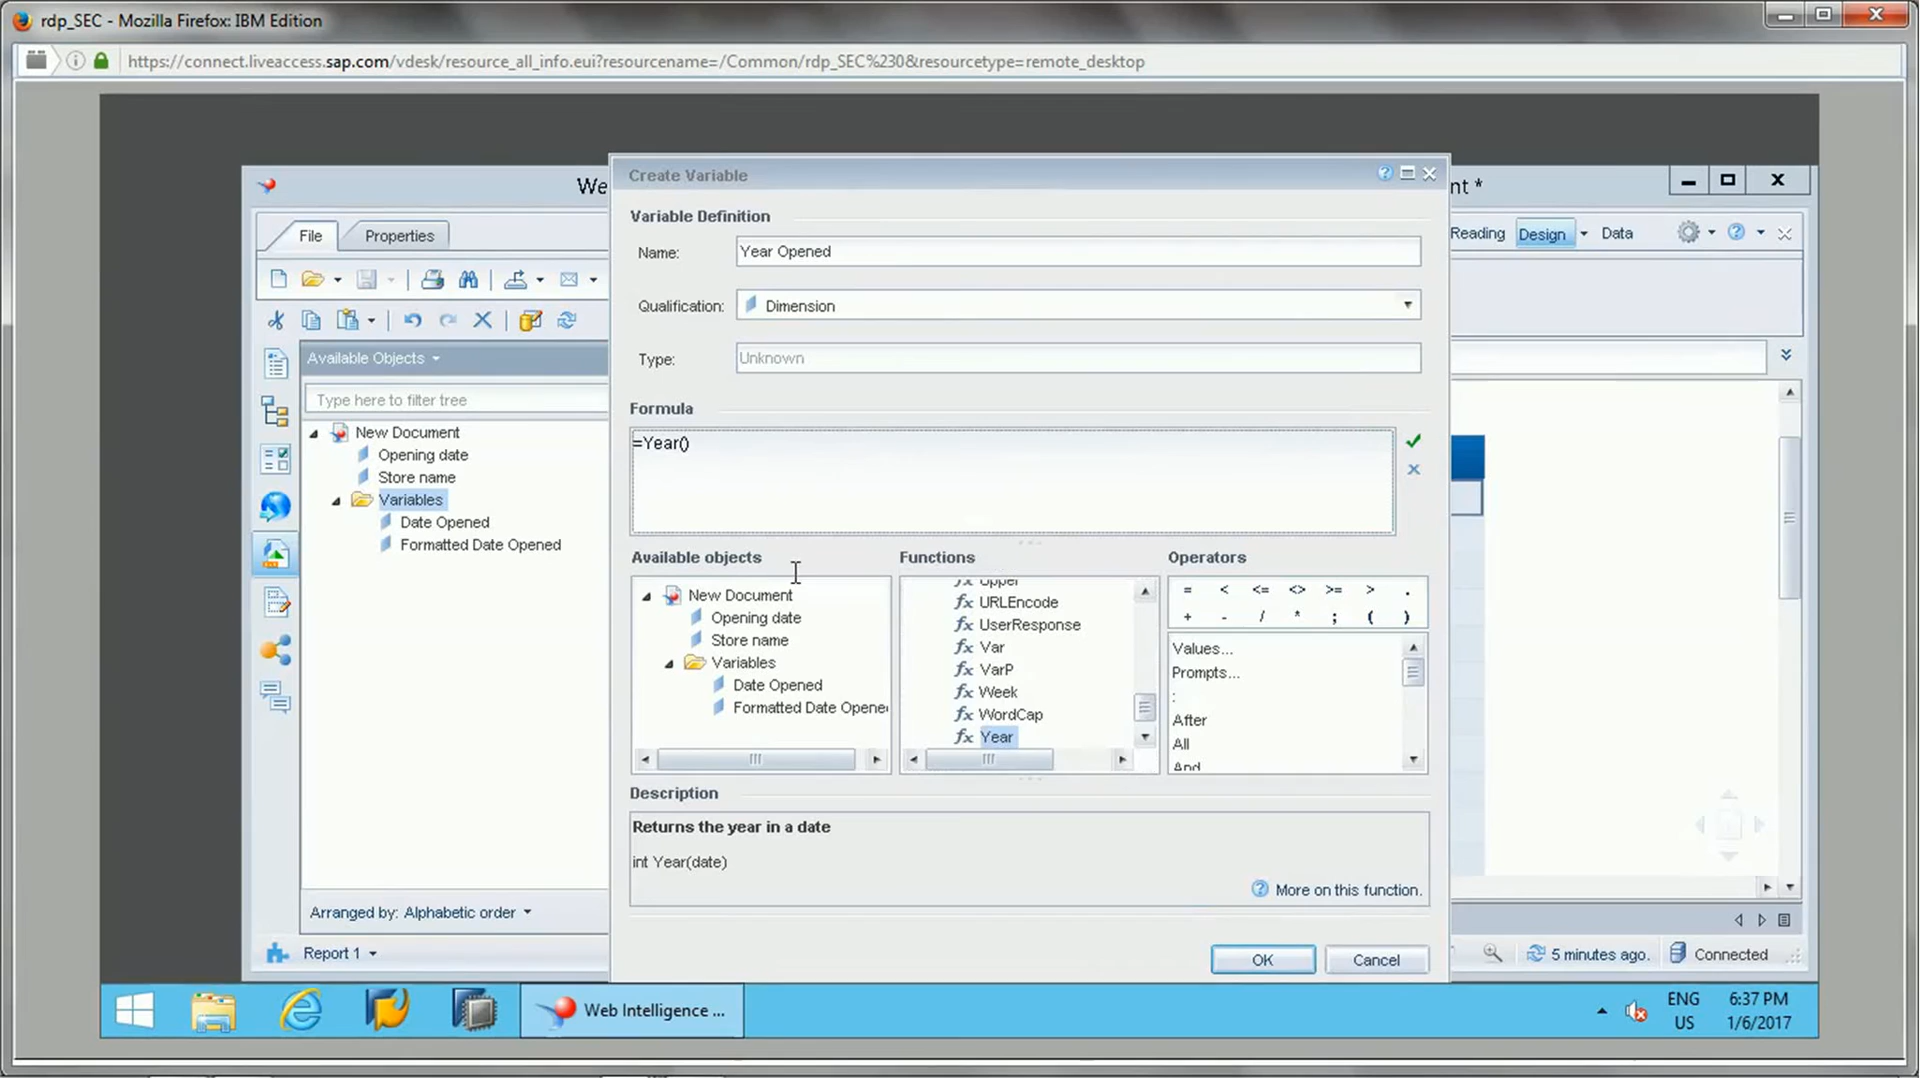 rdp_SEC - Mozilla Firefox: IBM Edition
https://connect.liveaccess.sap.com/vdesk/resource_all_info.eui?resourcename=/Common/rdp_SEC%230&resourcetype=remote_desktop
We
Create Variable
nt *
File
Properties
Reading
Design
Data
Variable Definition
Name:
Year Opened
Qualification:
Dimension
Type:
Unknown
Available Objects
Type here to filter tree
New Document
Opening date
Store name
Variables
Date Opened
Formatted Date Opened
Formula
=Year()
Available objects
Functions
Operators
New Document
Opening date
Store name
Variables
Date Opened
Formatted Date Opene
Upper
URLEncode
UserResponse
Var
VarP
Week
WordCap
Year
= < <= <> >= > .
+ - / * ; ( )
Values...
Prompts...
:
After
All
And
Description
Returns the year in a date
int Year(date)
More on this function.
OK
Cancel
Arranged by: Alphabetic order
Report 1
5 minutes ago.
Connected
Web Intelligence ...
ENG
US
6:37 PM
1/6/2017